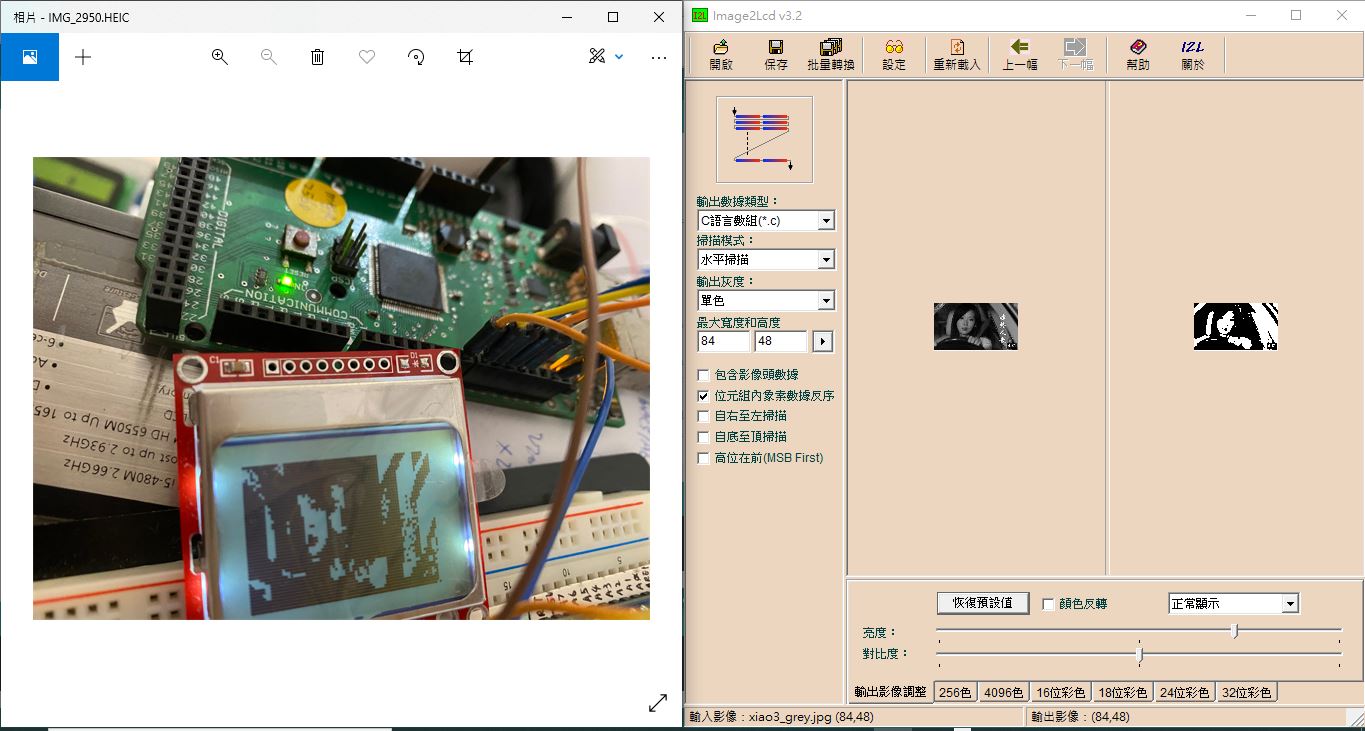 相片 - IMG_2950.HEIC
Image2Lcd v3.2
開啟 保存 批量轉換 設定 重新載入 上一幅 下一幅 幫助 關於
I2L
輸出數據類型：
C語言數組(*.c)
掃描模式：
水平掃描
輸出灰度：
單色
最大寬度和高度
84 48
包含影像頭數據
位元組內象素數據反序
自右至左掃描
自底至頂掃描
高位在前(MSB First)
DIGITAL
COMMUNICATION
RESET
ON
C1
HD 6550M Up to 165
ost up to 2.93GHz
i5-480M 2.66GHz
15
10
5
恢復預設值 顏色反轉 正常顯示
亮度：
對比度：
輸出影像調整 256色 4096色 16位彩色 18位彩色 24位彩色 32位彩色
輸入影像：xiao3_grey.jpg (84,48) 輸出影像：(84,48)